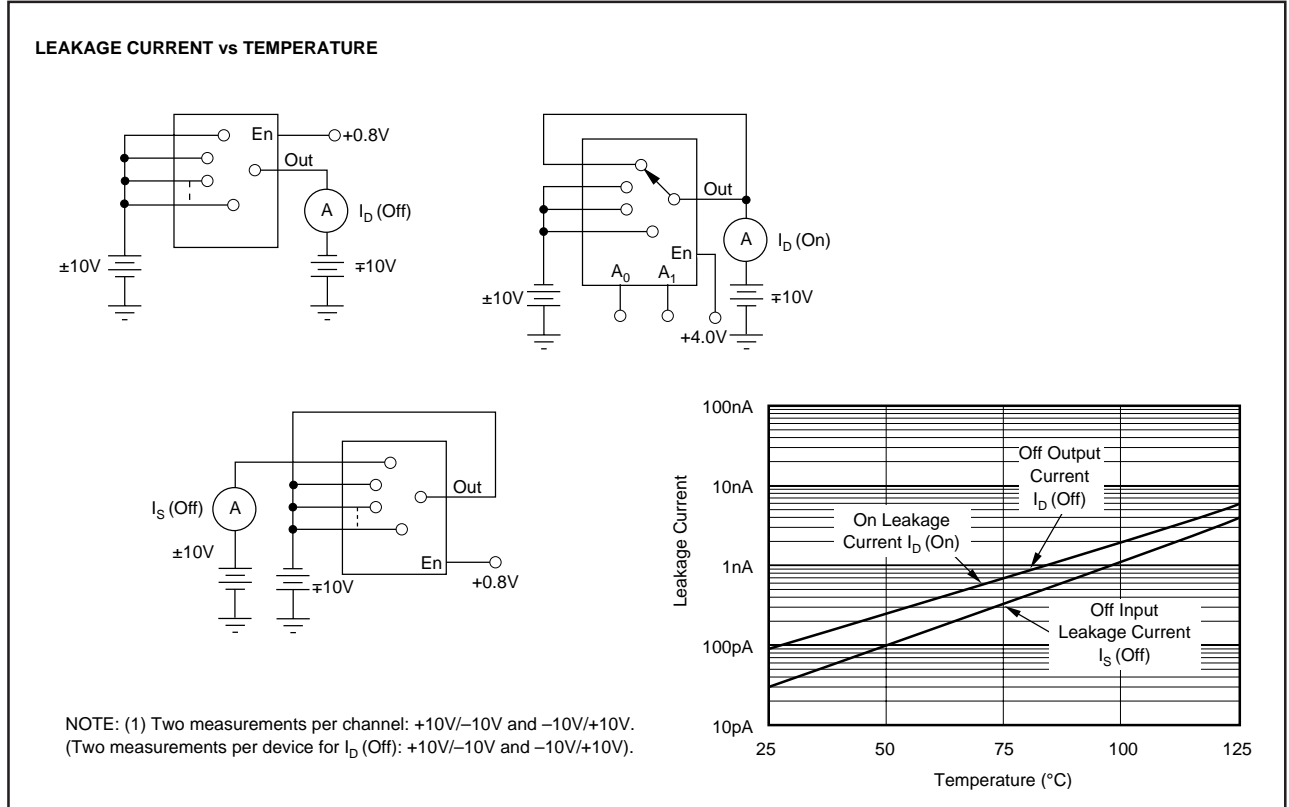 LEAKAGE CURRENT vs TEMPERATURE
En
+0.8V
Out
A
I_D (Off)
±10V
∓10V
Out
A
I_D (On)
En
A_0
A_1
±10V
∓10V
+4.0V
I_S (Off)
A
Out
±10V
∓10V
En
+0.8V
Leakage Current
100nA
10nA
1nA
100pA
10pA
Off Output
Current
I_D (Off)
On Leakage
Current I_D (On)
Off Input
Leakage Current
I_S (Off)
25
50
75
100
125
Temperature (°C)
NOTE: (1) Two measurements per channel: +10V/–10V and –10V/+10V.
(Two measurements per device for I_D (Off): +10V/–10V and –10V/+10V).